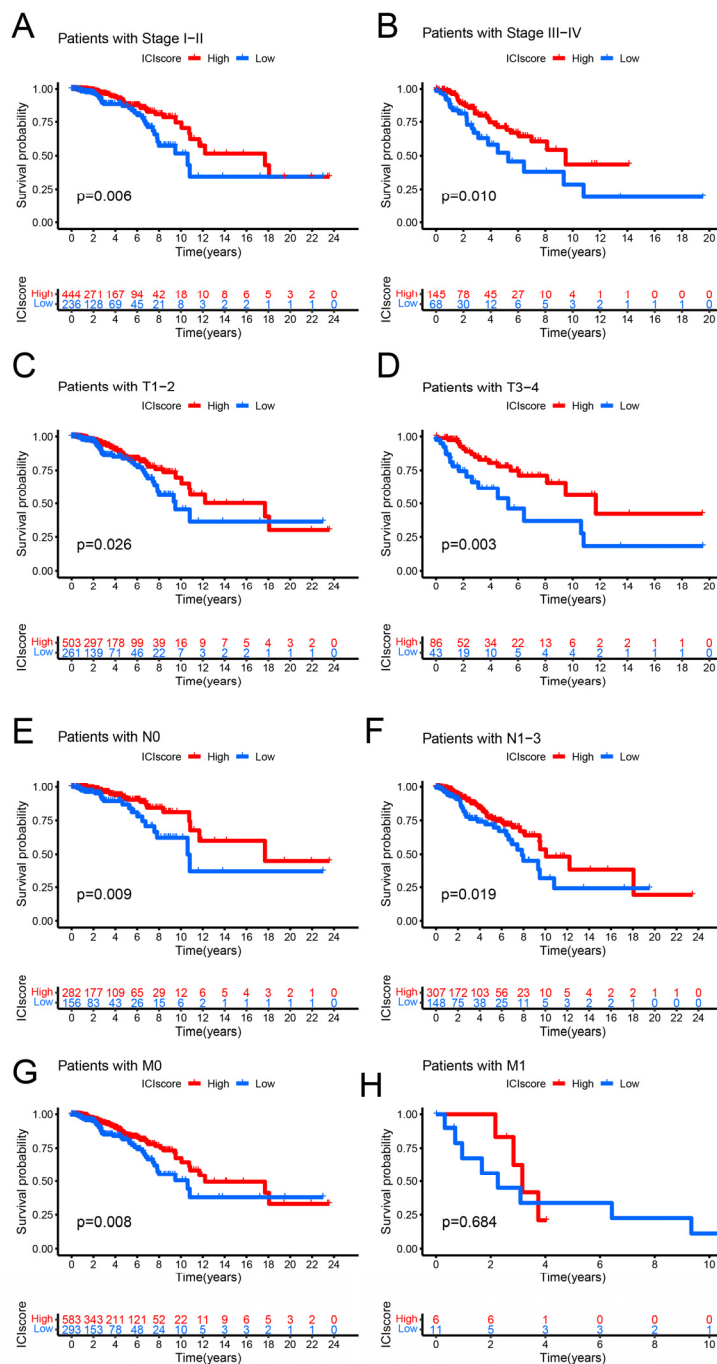 A
Patients with Stage I−II
ICIscore High Low
Survival probability
1.00
0.75
0.50
0.25
0.00
p=0.006
0 2 4 6 8 10 12 14 16 18 20 22 24
Time(years)
ICIscore
High 444 271 167 94 42 18 10 8 6 5 3 2 0
Low 236 128 69 45 21 8 3 2 2 1 1 1 0
0 2 4 6 8 10 12 14 16 18 20 22 24
Time(years)
B
Patients with Stage III−IV
ICIscore High Low
Survival probability
1.00
0.75
0.50
0.25
0.00
p=0.010
0 2 4 6 8 10 12 14 16 18 20
Time(years)
ICIscore
High 145 78 45 27 10 4 1 1 0 0 0
Low 68 30 12 6 5 3 2 1 1 1 0
0 2 4 6 8 10 12 14 16 18 20
Time(years)
C
Patients with T1−2
ICIscore High Low
Survival probability
1.00
0.75
0.50
0.25
0.00
p=0.026
0 2 4 6 8 10 12 14 16 18 20 22 24
Time(years)
ICIscore
High 503 297 178 99 39 16 9 7 5 4 3 2 0
Low 261 139 71 46 22 7 3 2 2 1 1 1 0
0 2 4 6 8 10 12 14 16 18 20 22 24
Time(years)
D
Patients with T3−4
ICIscore High Low
Survival probability
1.00
0.75
0.50
0.25
0.00
p=0.003
0 2 4 6 8 10 12 14 16 18 20
Time(years)
ICIscore
High 86 52 34 22 13 6 2 2 1 1 0
Low 43 19 10 5 4 4 2 1 1 1 0
0 2 4 6 8 10 12 14 16 18 20
Time(years)
E
Patients with N0
ICIscore High Low
Survival probability
1.00
0.75
0.50
0.25
0.00
p=0.009
0 2 4 6 8 10 12 14 16 18 20 22 24
Time(years)
ICIscore
High 282 177 109 65 29 12 6 5 4 3 2 1 0
Low 156 83 43 26 15 6 2 1 1 1 1 1 0
0 2 4 6 8 10 12 14 16 18 20 22 24
Time(years)
F
Patients with N1−3
ICIscore High Low
Survival probability
1.00
0.75
0.50
0.25
0.00
p=0.019
0 2 4 6 8 10 12 14 16 18 20 22 24
Time(years)
ICIscore
High 307 172 103 56 23 10 5 4 2 2 1 1 0
Low 148 75 38 25 11 5 3 2 2 1 0 0 0
0 2 4 6 8 10 12 14 16 18 20 22 24
Time(years)
G
Patients with M0
ICIscore High Low
Survival probability
1.00
0.75
0.50
0.25
0.00
p=0.008
0 2 4 6 8 10 12 14 16 18 20 22 24
Time(years)
ICIscore
High 583 343 211 121 52 22 11 9 6 5 3 2 0
Low 293 153 78 48 24 10 5 3 3 2 1 1 0
0 2 4 6 8 10 12 14 16 18 20 22 24
Time(years)
H
Patients with M1
ICIscore High Low
Survival probability
1.00
0.75
0.50
0.25
0.00
p=0.684
0 2 4 6 8 10
Time(years)
ICIscore
High 6 6 1 0 0 0
Low 11 5 3 3 2 1
0 2 4 6 8 10
Time(years)